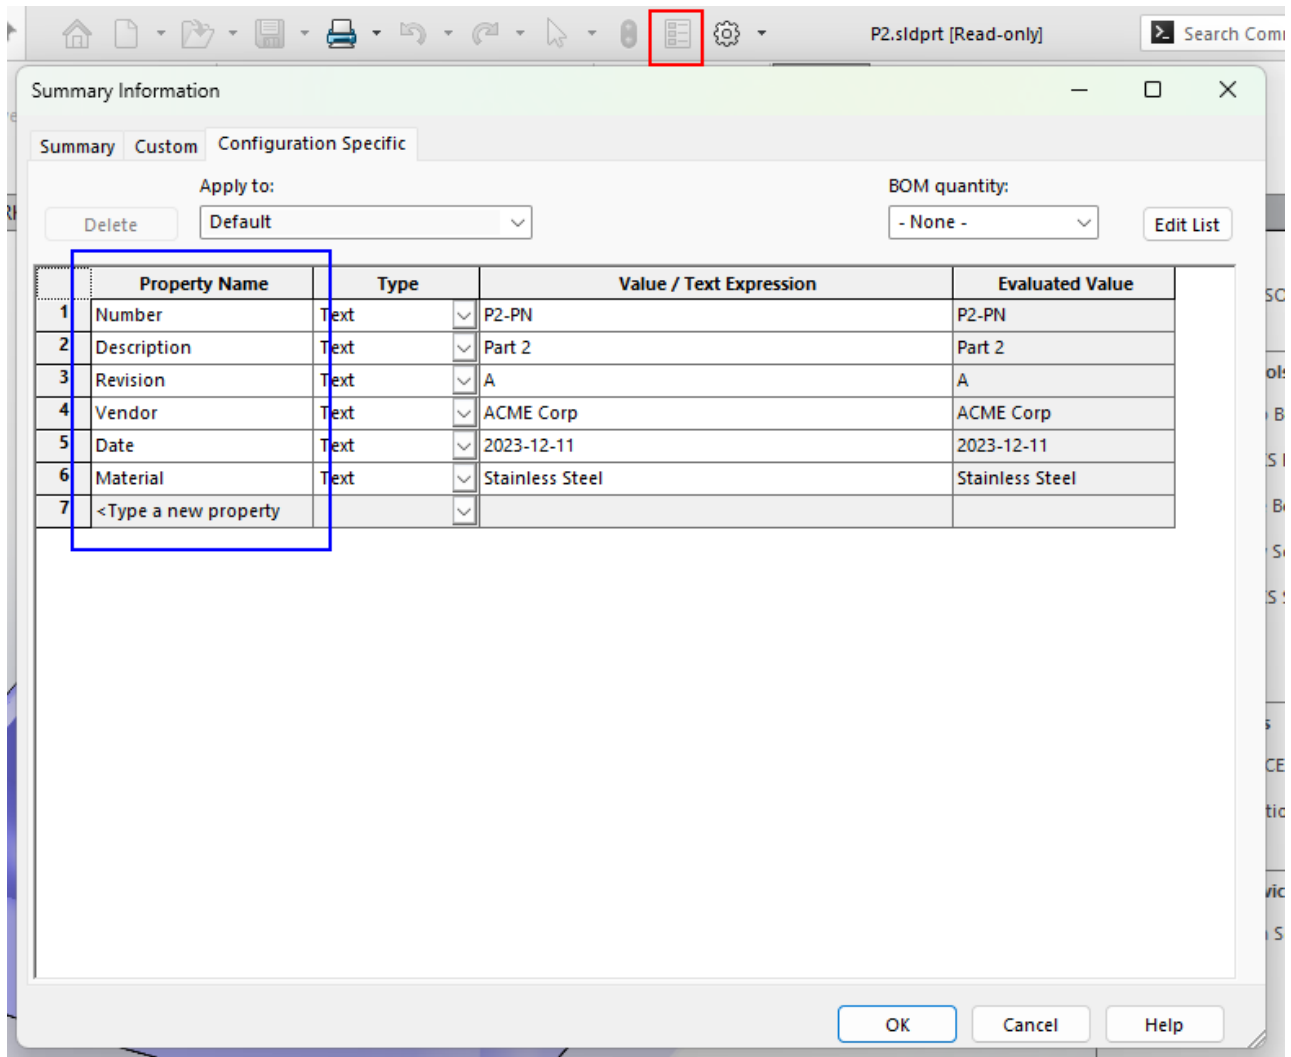 P2.sldprt [Read-only]
Search Com
Summary Information
Summary Custom Configuration Specific
Apply to:
BOM quantity:
Delete
Default
- None -
Edit List
Property Name Type Value / Text Expression Evaluated Value
1 Number Text P2-PN P2-PN
2 Description Text Part 2 Part 2
3 Revision Text A A
4 Vendor Text ACME Corp ACME Corp
5 Date Text 2023-12-11 2023-12-11
6 Material Text Stainless Steel Stainless Steel
7 <Type a new property
OK Cancel Help